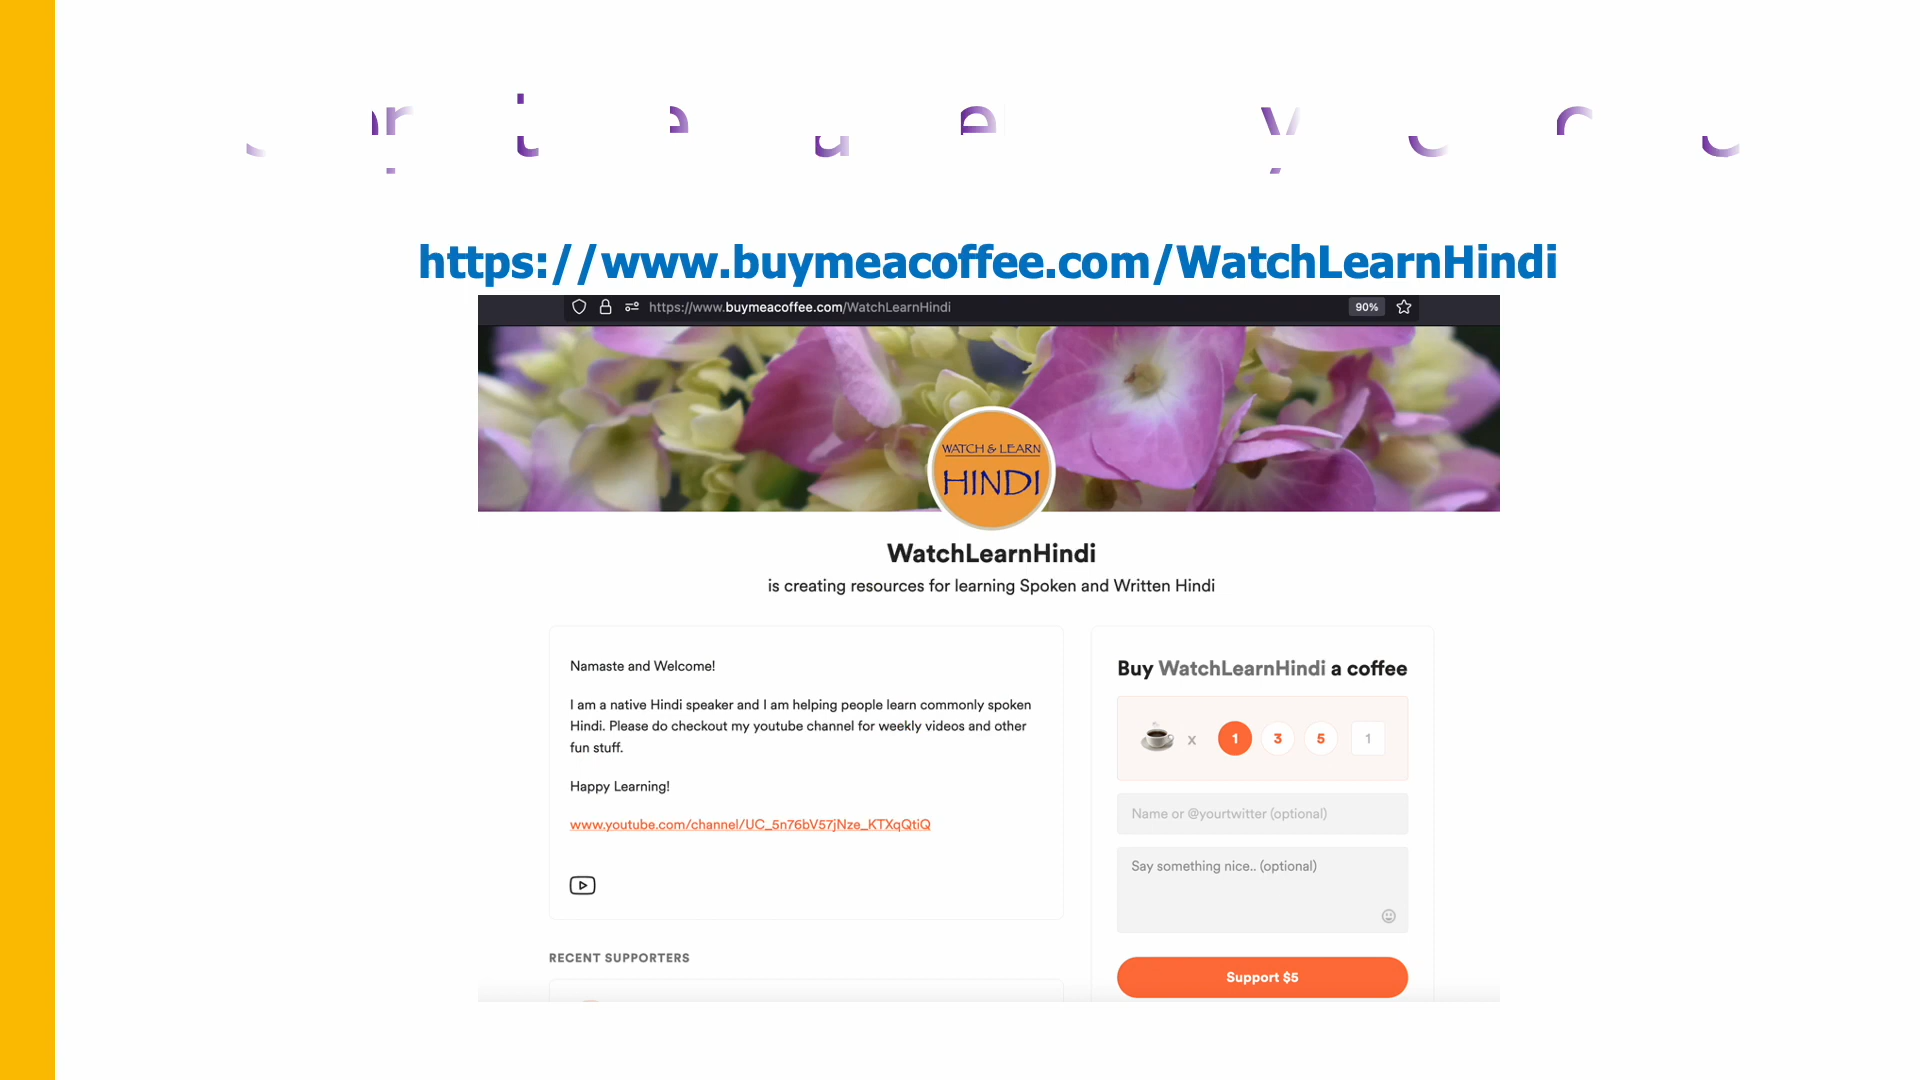 https://www.buymeacoffee.com/WatchLearnHindi
https://www.buymeacoffee.com/WatchLearnHindi
90%
WATCH & LEARN
HINDI
WatchLearnHindi
is creating resources for learning Spoken and Written Hindi
Namaste and Welcome!
I am a native Hindi speaker and I am helping people learn commonly spoken
Hindi. Please do checkout my youtube channel for weekly videos and other
fun stuff.
Happy Learning!
www.youtube.com/channel/UC_5n76bV57jNze_KTXqQtiQ
RECENT SUPPORTERS
Buy WatchLearnHindi a coffee
x 1 3 5 1
Name or @yourtwitter (optional)
Say something nice.. (optional)
Support $5